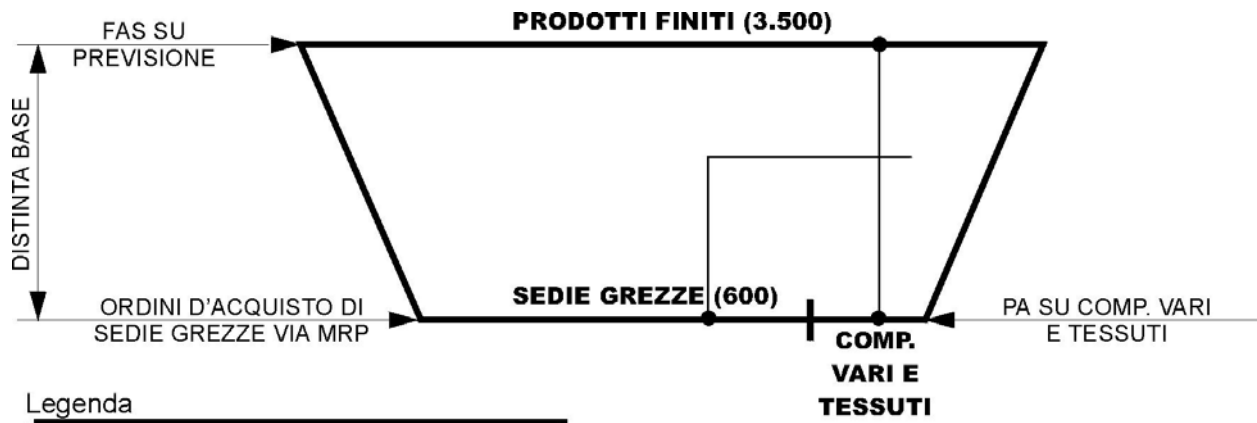 PRODOTTI FINITI (3.500)
FAS SU
PREVISIONE
DISTINTA BASE
SEDIE GREZZE (600)
ORDINI D'ACQUISTO DI
SEDIE GREZZE VIA MRP
PA SU COMP. VARI
E TESSUTI
COMP.
VARI E
TESSUTI
Legenda